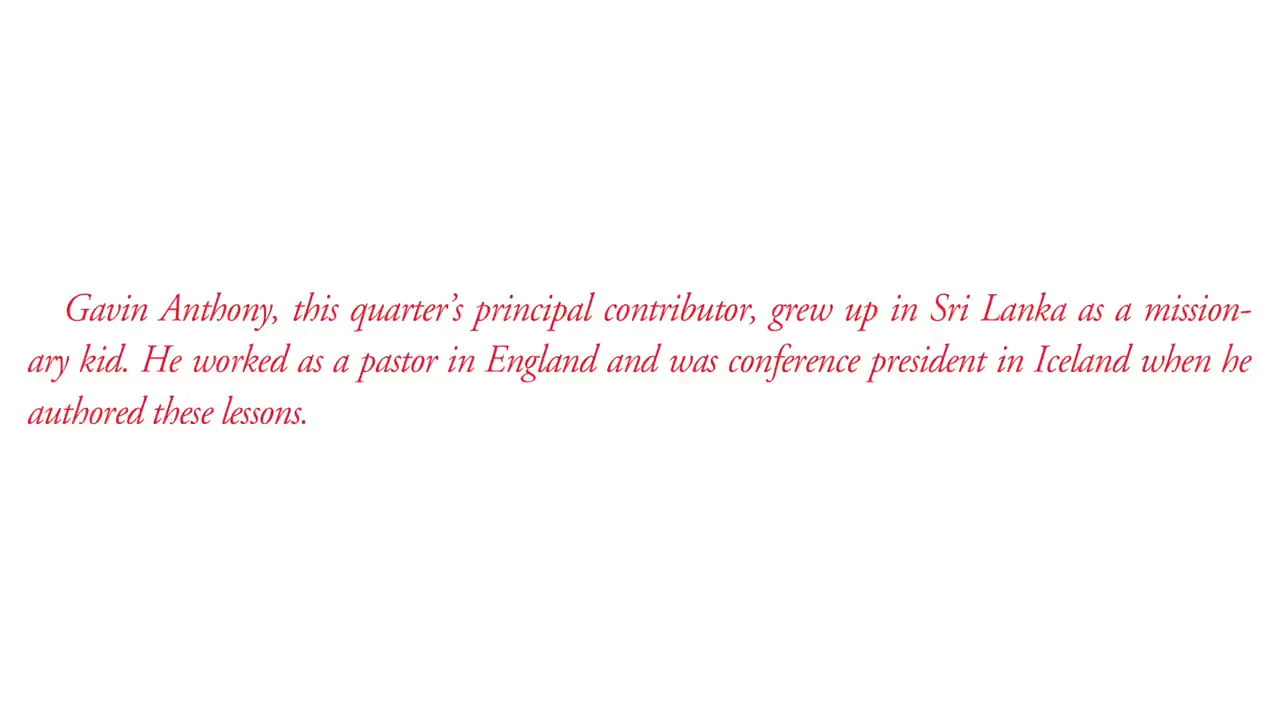 Gavin Anthony, this quarter’s principal contributor, grew up in Sri Lanka as a mission-
ary kid. He worked as a pastor in England and was conference president in Iceland when he
authored these lessons.